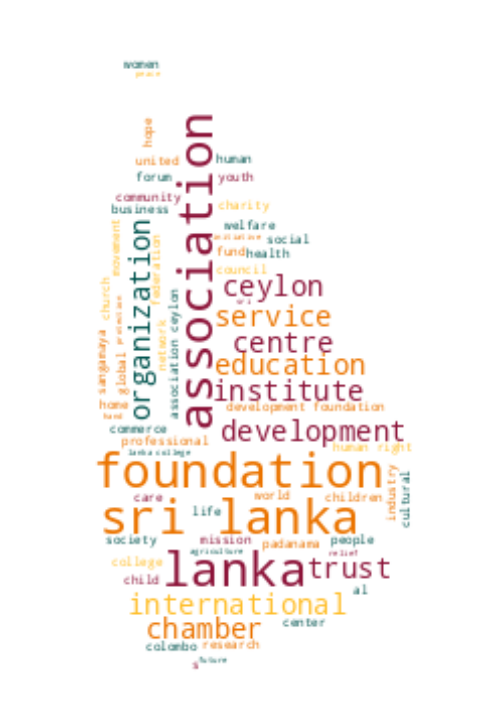 women
peace
hope
association
united
human
forum
youth
community
business
charity
organization
welfare
movement
federation
social
fund
health
council
church
ceylon
association ceylon
global
network
service
centre
sangamaya
education
institute
home
development foundation
commerce
development
professional
human right
lanka college
foundation
industry
cultural
care
world
children
sri lanka
life
society
mission
padanama
people
agriculture
relief
college
lanka
trust
child
al
international
center
chamber
colombo
research
future
s